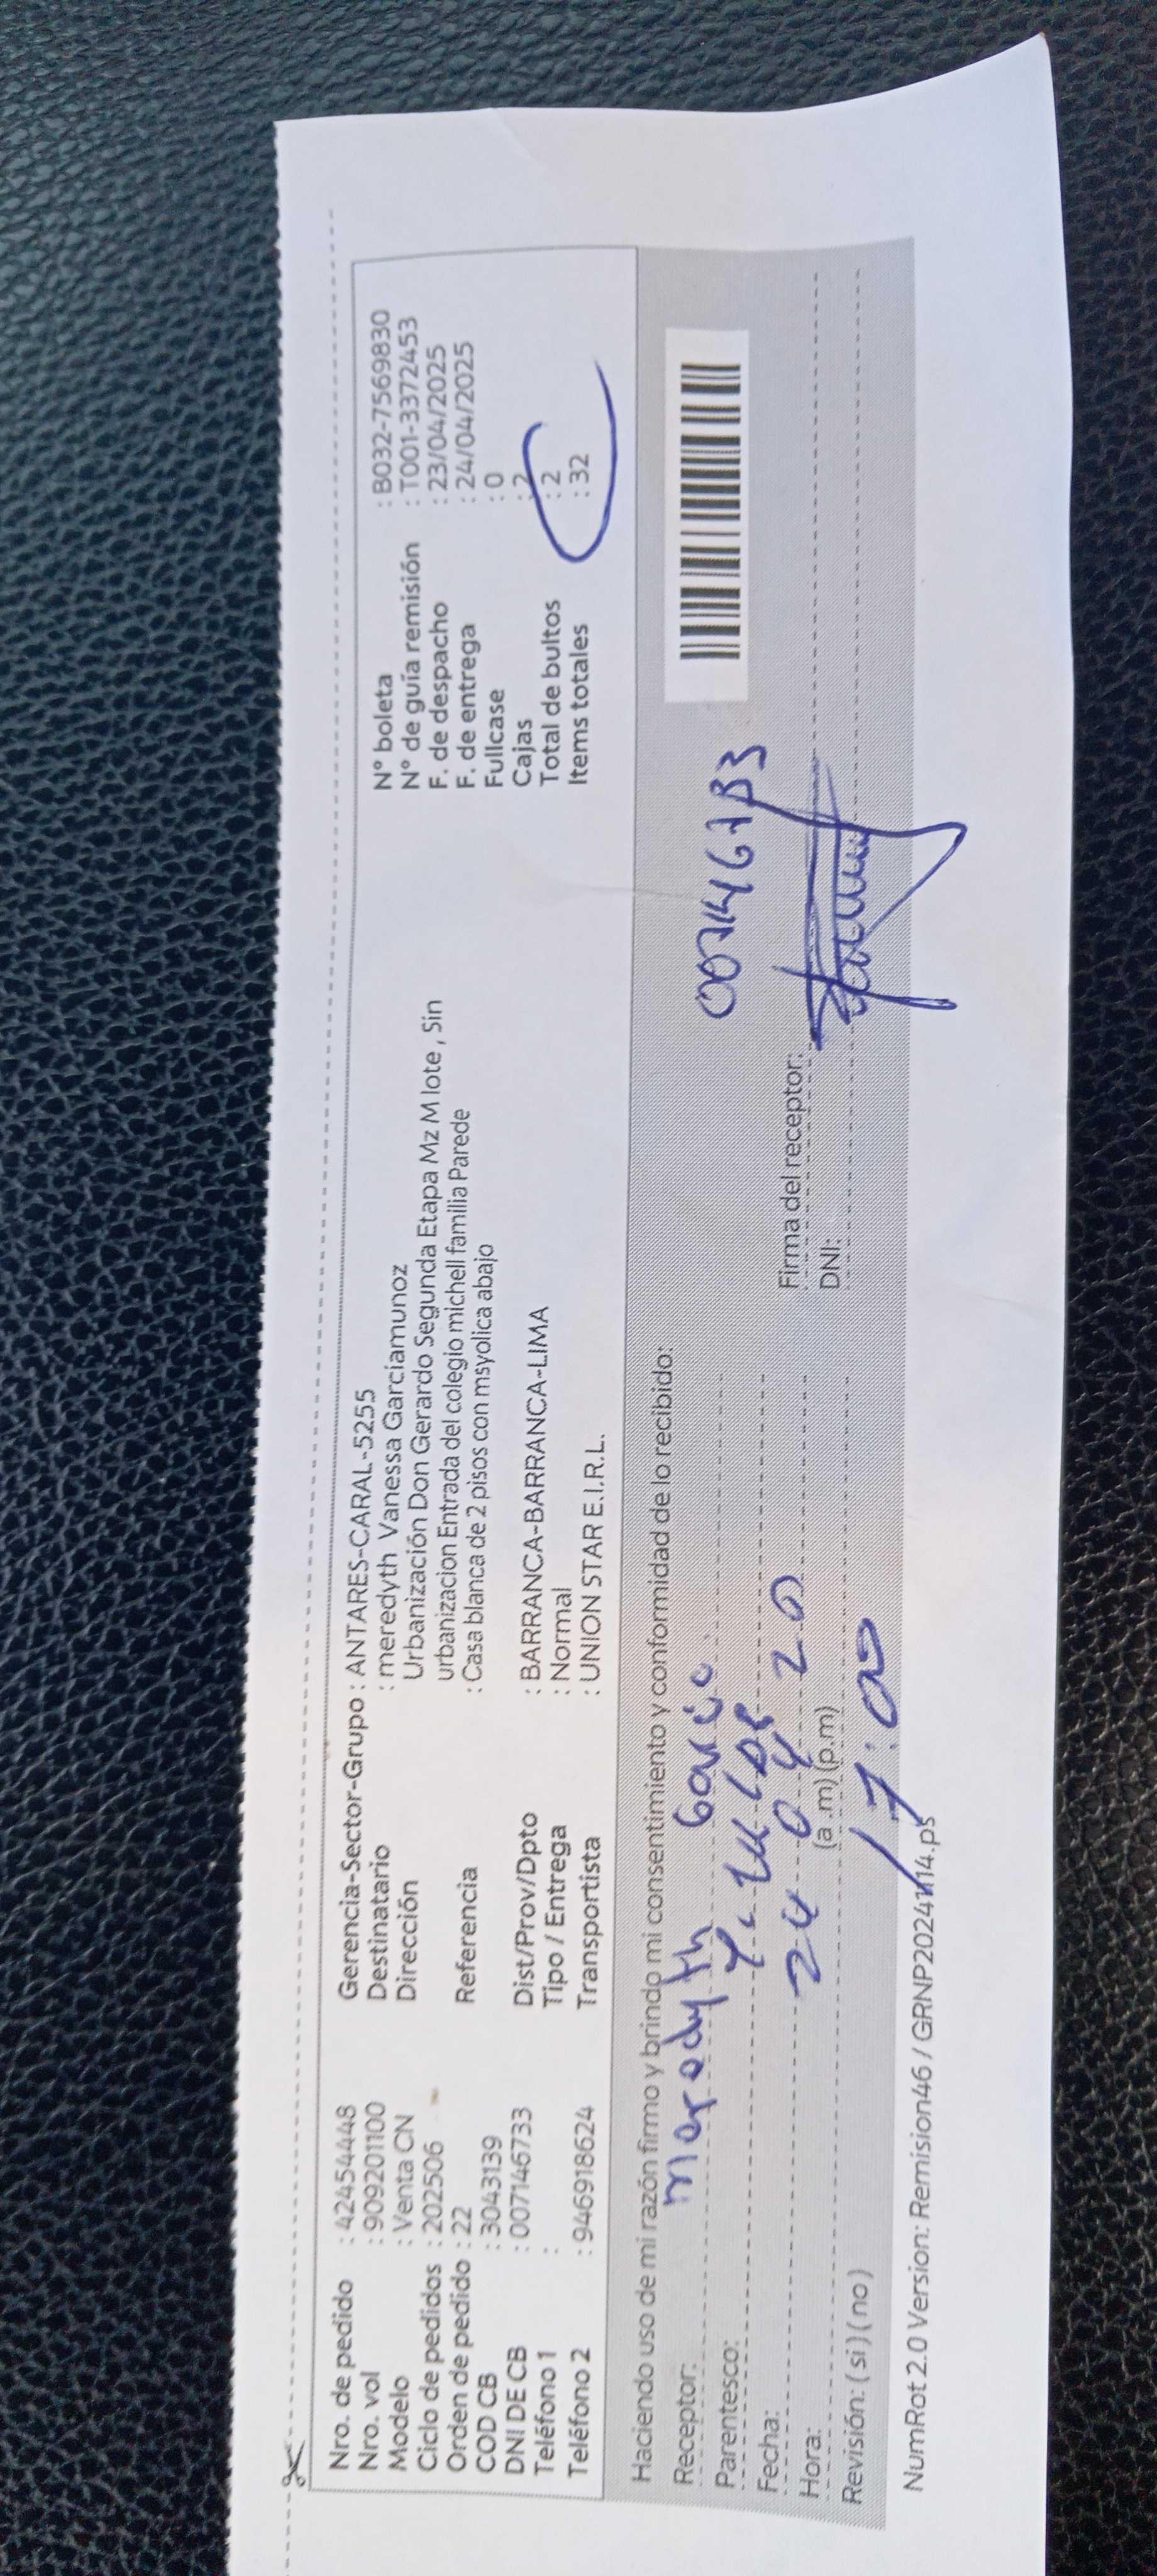 Nro. de pedido : 42454448
Nro. vol : 909201100
Modelo : Venta CN
Ciclo de pedidos : 202506
Orden de pedido : 22
COD CB : 3043139
DNI DE CB : 007146733
Teléfono 1 :
Teléfono 2 : 946918624
Gerencia-Sector-Grupo : ANTARES-CARAL-5255
Destinatario : meredyth Vanessa Garciamunoz
Dirección Urbanización Don Gerardo Segunda Etapa Mz M lote , Sin
urbanizacion Entrada del colegio michell familia Parede
Referencia : Casa blanca de 2 pisos con msyolica abajo
Dist/Prov/Dpto : BARRANCA-BARRANCA-LIMA
Tipo / Entrega : Normal
Transportista : UNION STAR E.I.R.L.
N° boleta : B032-7569830
N° de guía remisión : T001-3372453
F. de despacho : 23/04/2025
F. de entrega : 24/04/2025
Fullcase : 0
Cajas : 2
Total de bultos : 2
Items totales : 32
Haciendo uso de mi razón firmo y brindo mi consentimiento y conformidad de lo recibido:
Receptor: meredyth Garcia
Parentesco:
Fecha: 24 04 20
Hora: (a .m) (p.m)
17:00
Revisión: ( si ) ( no )
Firma del receptor:
DNI:
NumRot 2.0 Version: Remision46 / GRNP20241114.ps